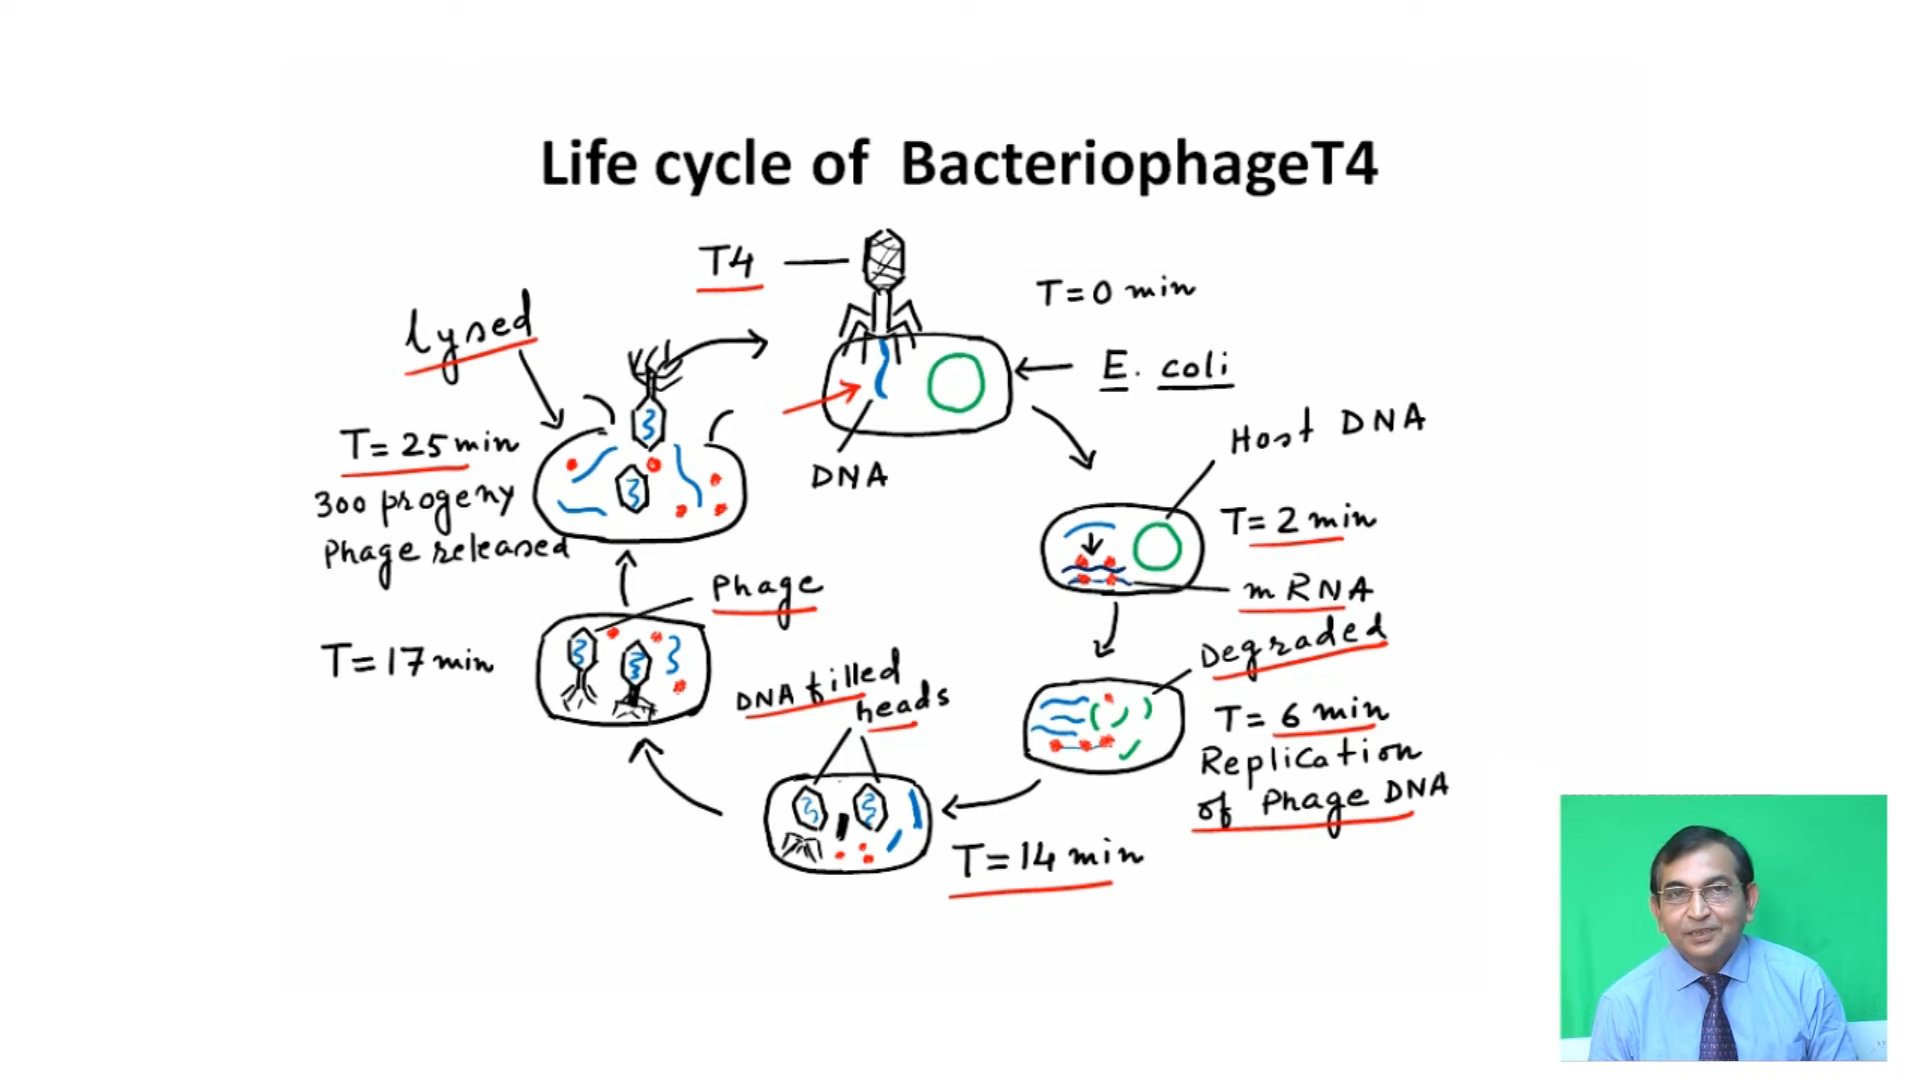 Life cycle of BacteriophageT4
T4
T=0 min
E. coli
DNA
Host DNA
T=2 min
mRNA
Degraded
T=6 min
Replication
of Phage DNA
T=14 min
DNA filled
heads
T=17 min
Phage
lysed
T=25 min
300 progeny
Phage released